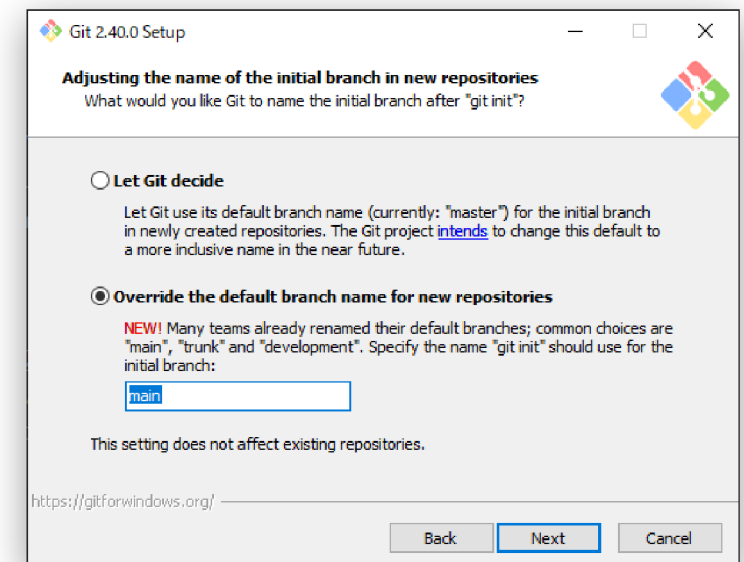 Git 2.40.0 Setup
Adjusting the name of the initial branch in new repositories
What would you like Git to name the initial branch after "git init"?
Let Git decide
Let Git use its default branch name (currently: "master") for the initial branch
in newly created repositories. The Git project intends to change this default to
a more inclusive name in the near future.
Override the default branch name for new repositories
NEW! Many teams already renamed their default branches; common choices are
"main", "trunk" and "development". Specify the name "git init" should use for the
initial branch:
main
This setting does not affect existing repositories.
https://gitforwindows.org/
Back Next Cancel